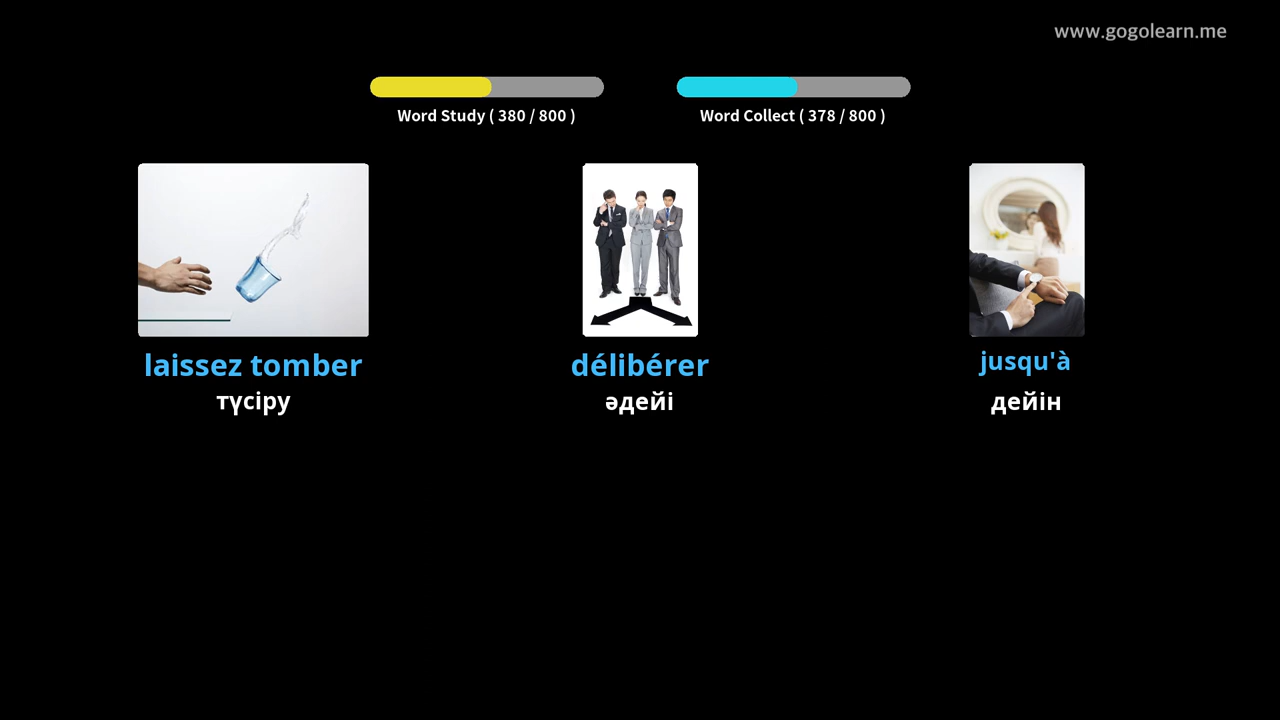 www.gogolearn.me
Word Study ( 380 / 800 )
Word Collect ( 378 / 800 )
laissez tomber
délibérer
jusqu'à
түсіру
әдейі
дейін